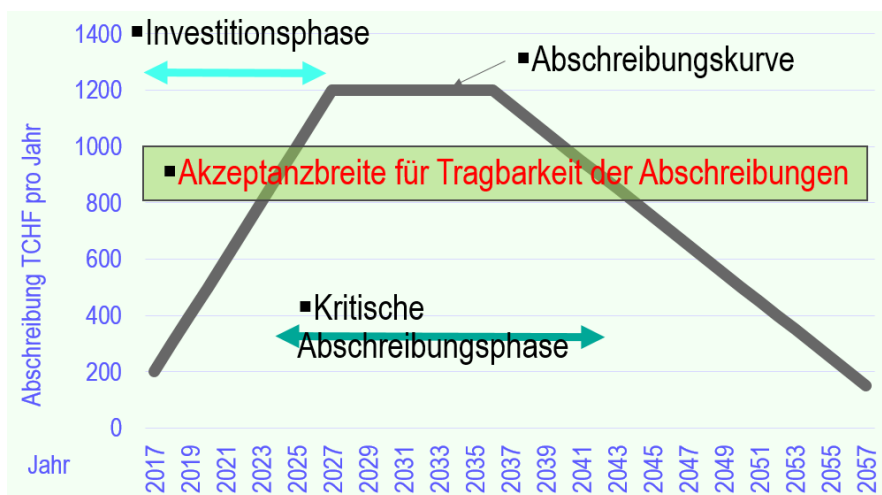 ▪Investitionsphase
▪Abschreibungskurve
▪Akzeptanzbreite für Tragbarkeit der Abschreibungen
▪Kritische
Abschreibungsphase
Abschreibung TCHF pro Jahr
1400
1200
1000
800
600
400
200
0
Jahr
2017 2019 2021 2023 2025 2027 2029 2031 2033 2035 2037 2039 2041 2043 2045 2047 2049 2051 2053 2055 2057